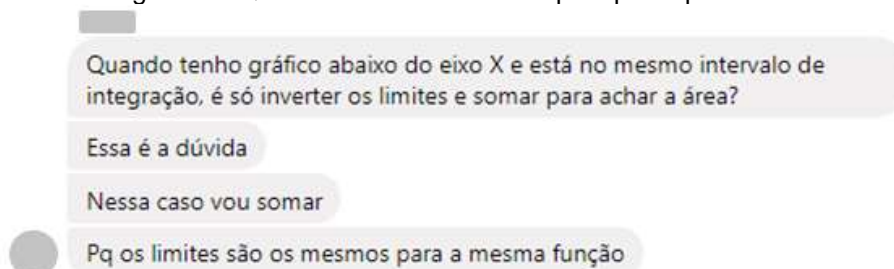 Quando tenho gráfico abaixo do eixo X e está no mesmo intervalo de
integração, é só inverter os limites e somar para achar a área?
Essa é a dúvida
Nessa caso vou somar
Pq os limites são os mesmos para a mesma função